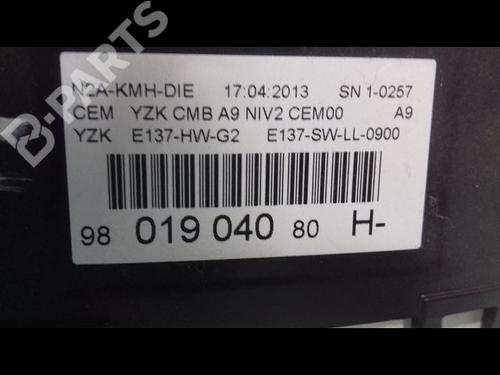 B-PARTS
N2A-KMH-DIE 17:04:2013 SN 1-0257
CEM YZK CMB A9 NIV2 CEM00 A9
YZK E137-HW-G2 E137-SW-LL-0900
98 019 040 80 H-
B-PARTS